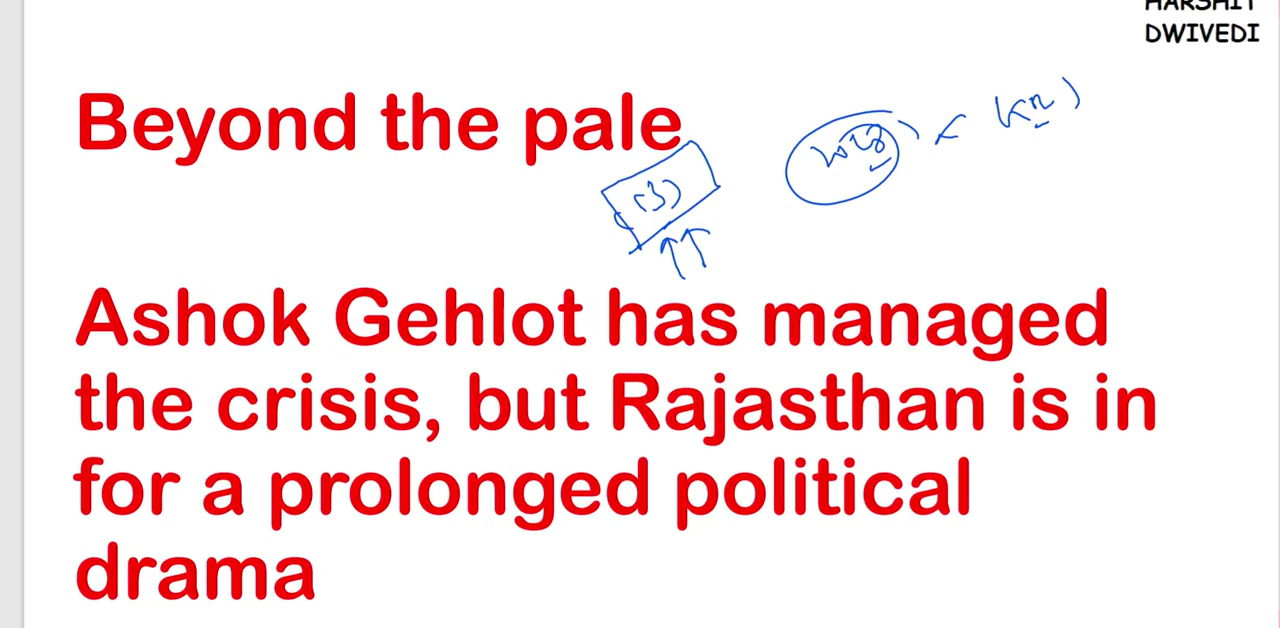 HARSHIT
DWIVEDI
Beyond the pale
(3)
Ashok Gehlot has managed
the crisis, but Rajasthan is in
for a prolonged political
drama